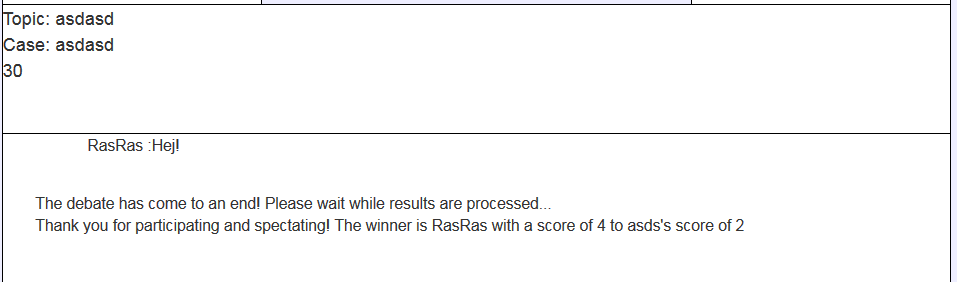 Topic: asdasd
Case: asdasd
30
RasRas :Hej!
The debate has come to an end! Please wait while results are processed...
Thank you for participating and spectating! The winner is RasRas with a score of 4 to asds's score of 2